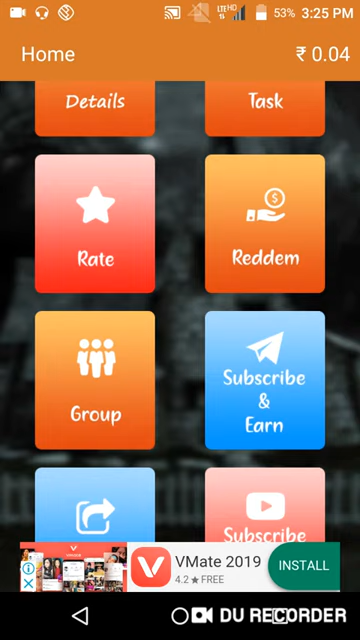 LTE HD 53% 3:25 PM
Home ₹ 0.04
Details Task
Rate Reddem
Group Subscribe
&
Earn
Subscribe
VMate 2019
4.2★FREE
INSTALL
DU RECORDER